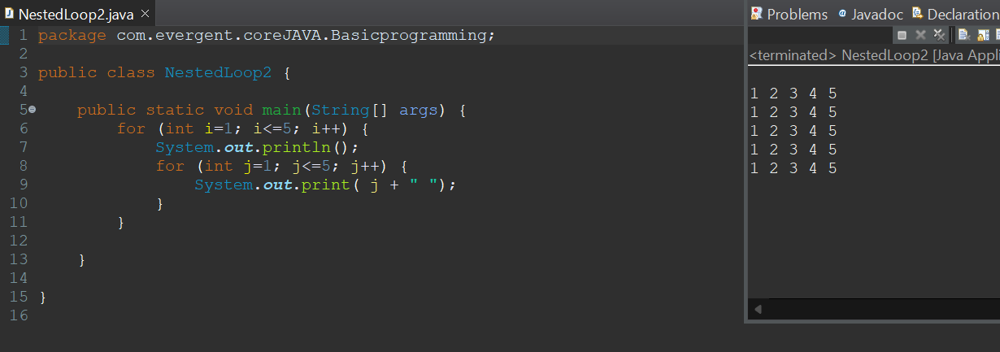 NestedLoop2.java
1 package com.evergent.coreJAVA.Basicprogramming;
2
3 public class NestedLoop2 {
4
5 public static void main(String[] args) {
6 for (int i=1; i<=5; i++) {
7 System.out.println();
8 for (int j=1; j<=5; j++) {
9 System.out.print( j + " ");
10 }
11 }
12
13 }
14
15 }
16
Problems Javadoc Declaration
<terminated> NestedLoop2 [Java Appli
1 2 3 4 5
1 2 3 4 5
1 2 3 4 5
1 2 3 4 5
1 2 3 4 5